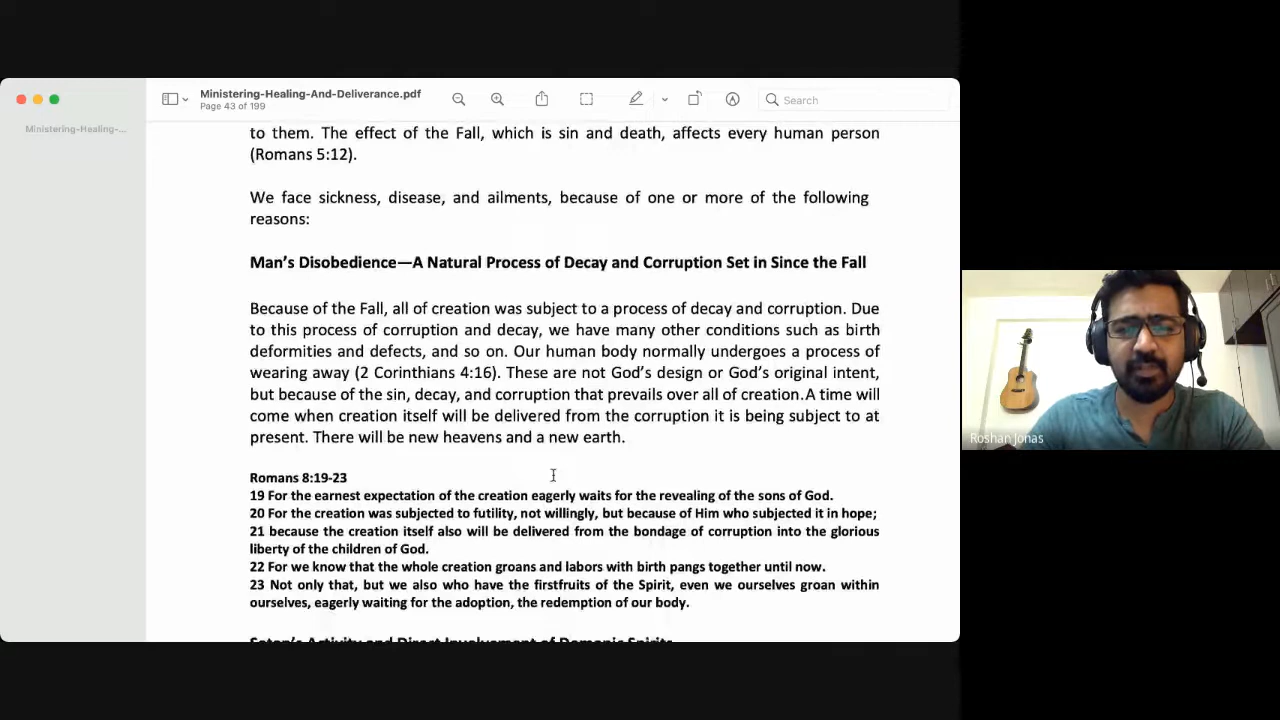 Ministering-Healing-And-Deliverance.pdf
Page 43 of 199
Search
Ministering-Healing-...
to them. The effect of the Fall, which is sin and death, affects every human person
(Romans 5:12).
We face sickness, disease, and ailments, because of one or more of the following
reasons:
Man's Disobedience—A Natural Process of Decay and Corruption Set in Since the Fall
Because of the Fall, all of creation was subject to a process of decay and corruption. Due
to this process of corruption and decay, we have many other conditions such as birth
deformities and defects, and so on. Our human body normally undergoes a process of
wearing away (2 Corinthians 4:16). These are not God's design or God's original intent,
but because of the sin, decay, and corruption that prevails over all of creation.A time will
come when creation itself will be delivered from the corruption it is being subject to at
present. There will be new heavens and a new earth.
Romans 8:19-23
19 For the earnest expectation of the creation eagerly waits for the revealing of the sons of God.
20 For the creation was subjected to futility, not willingly, but because of Him who subjected it in hope;
21 because the creation itself also will be delivered from the bondage of corruption into the glorious
liberty of the children of God.
22 For we know that the whole creation groans and labors with birth pangs together until now.
23 Not only that, but we also who have the firstfruits of the Spirit, even we ourselves groan within
ourselves, eagerly waiting for the adoption, the redemption of our body.
Satan's Activity and Direct Involvement of Demonic Spirits
Roshan Jonas